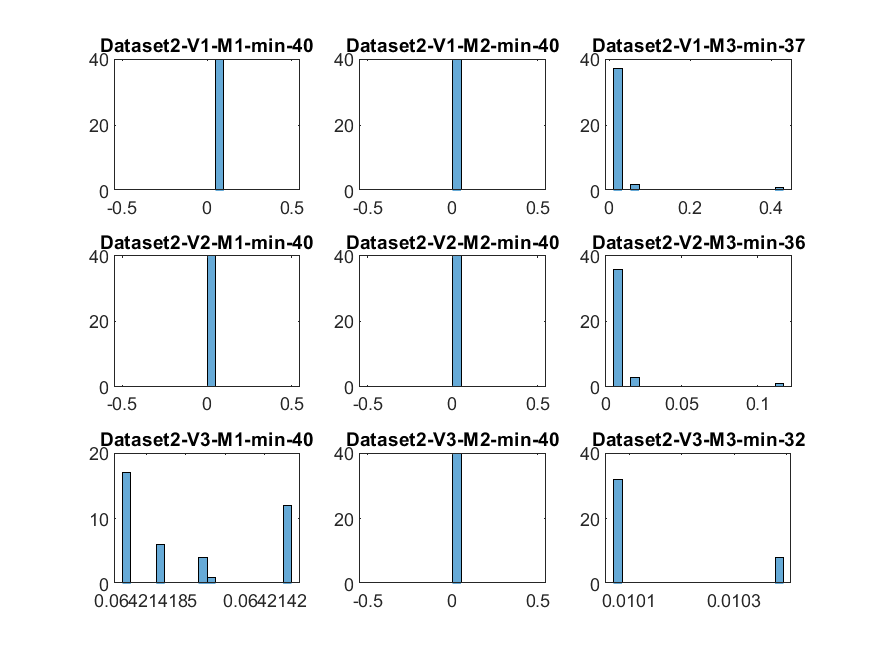 Dataset2-V1-M1-min-40 Dataset2-V1-M2-min-40 Dataset2-V1-M3-min-37
40 40 40
20 20 20
0 0 0
-0.5 0 0.5 -0.5 0 0.5 0 0.2 0.4
Dataset2-V2-M1-min-40 Dataset2-V2-M2-min-40 Dataset2-V2-M3-min-36
40 40 40
20 20 20
0 0 0
-0.5 0 0.5 -0.5 0 0.5 0 0.05 0.1
Dataset2-V3-M1-min-40 Dataset2-V3-M2-min-40 Dataset2-V3-M3-min-32
20 40 40
10 20 20
0 0 0
0.064214185 0.0642142 -0.5 0 0.5 0.0101 0.0103